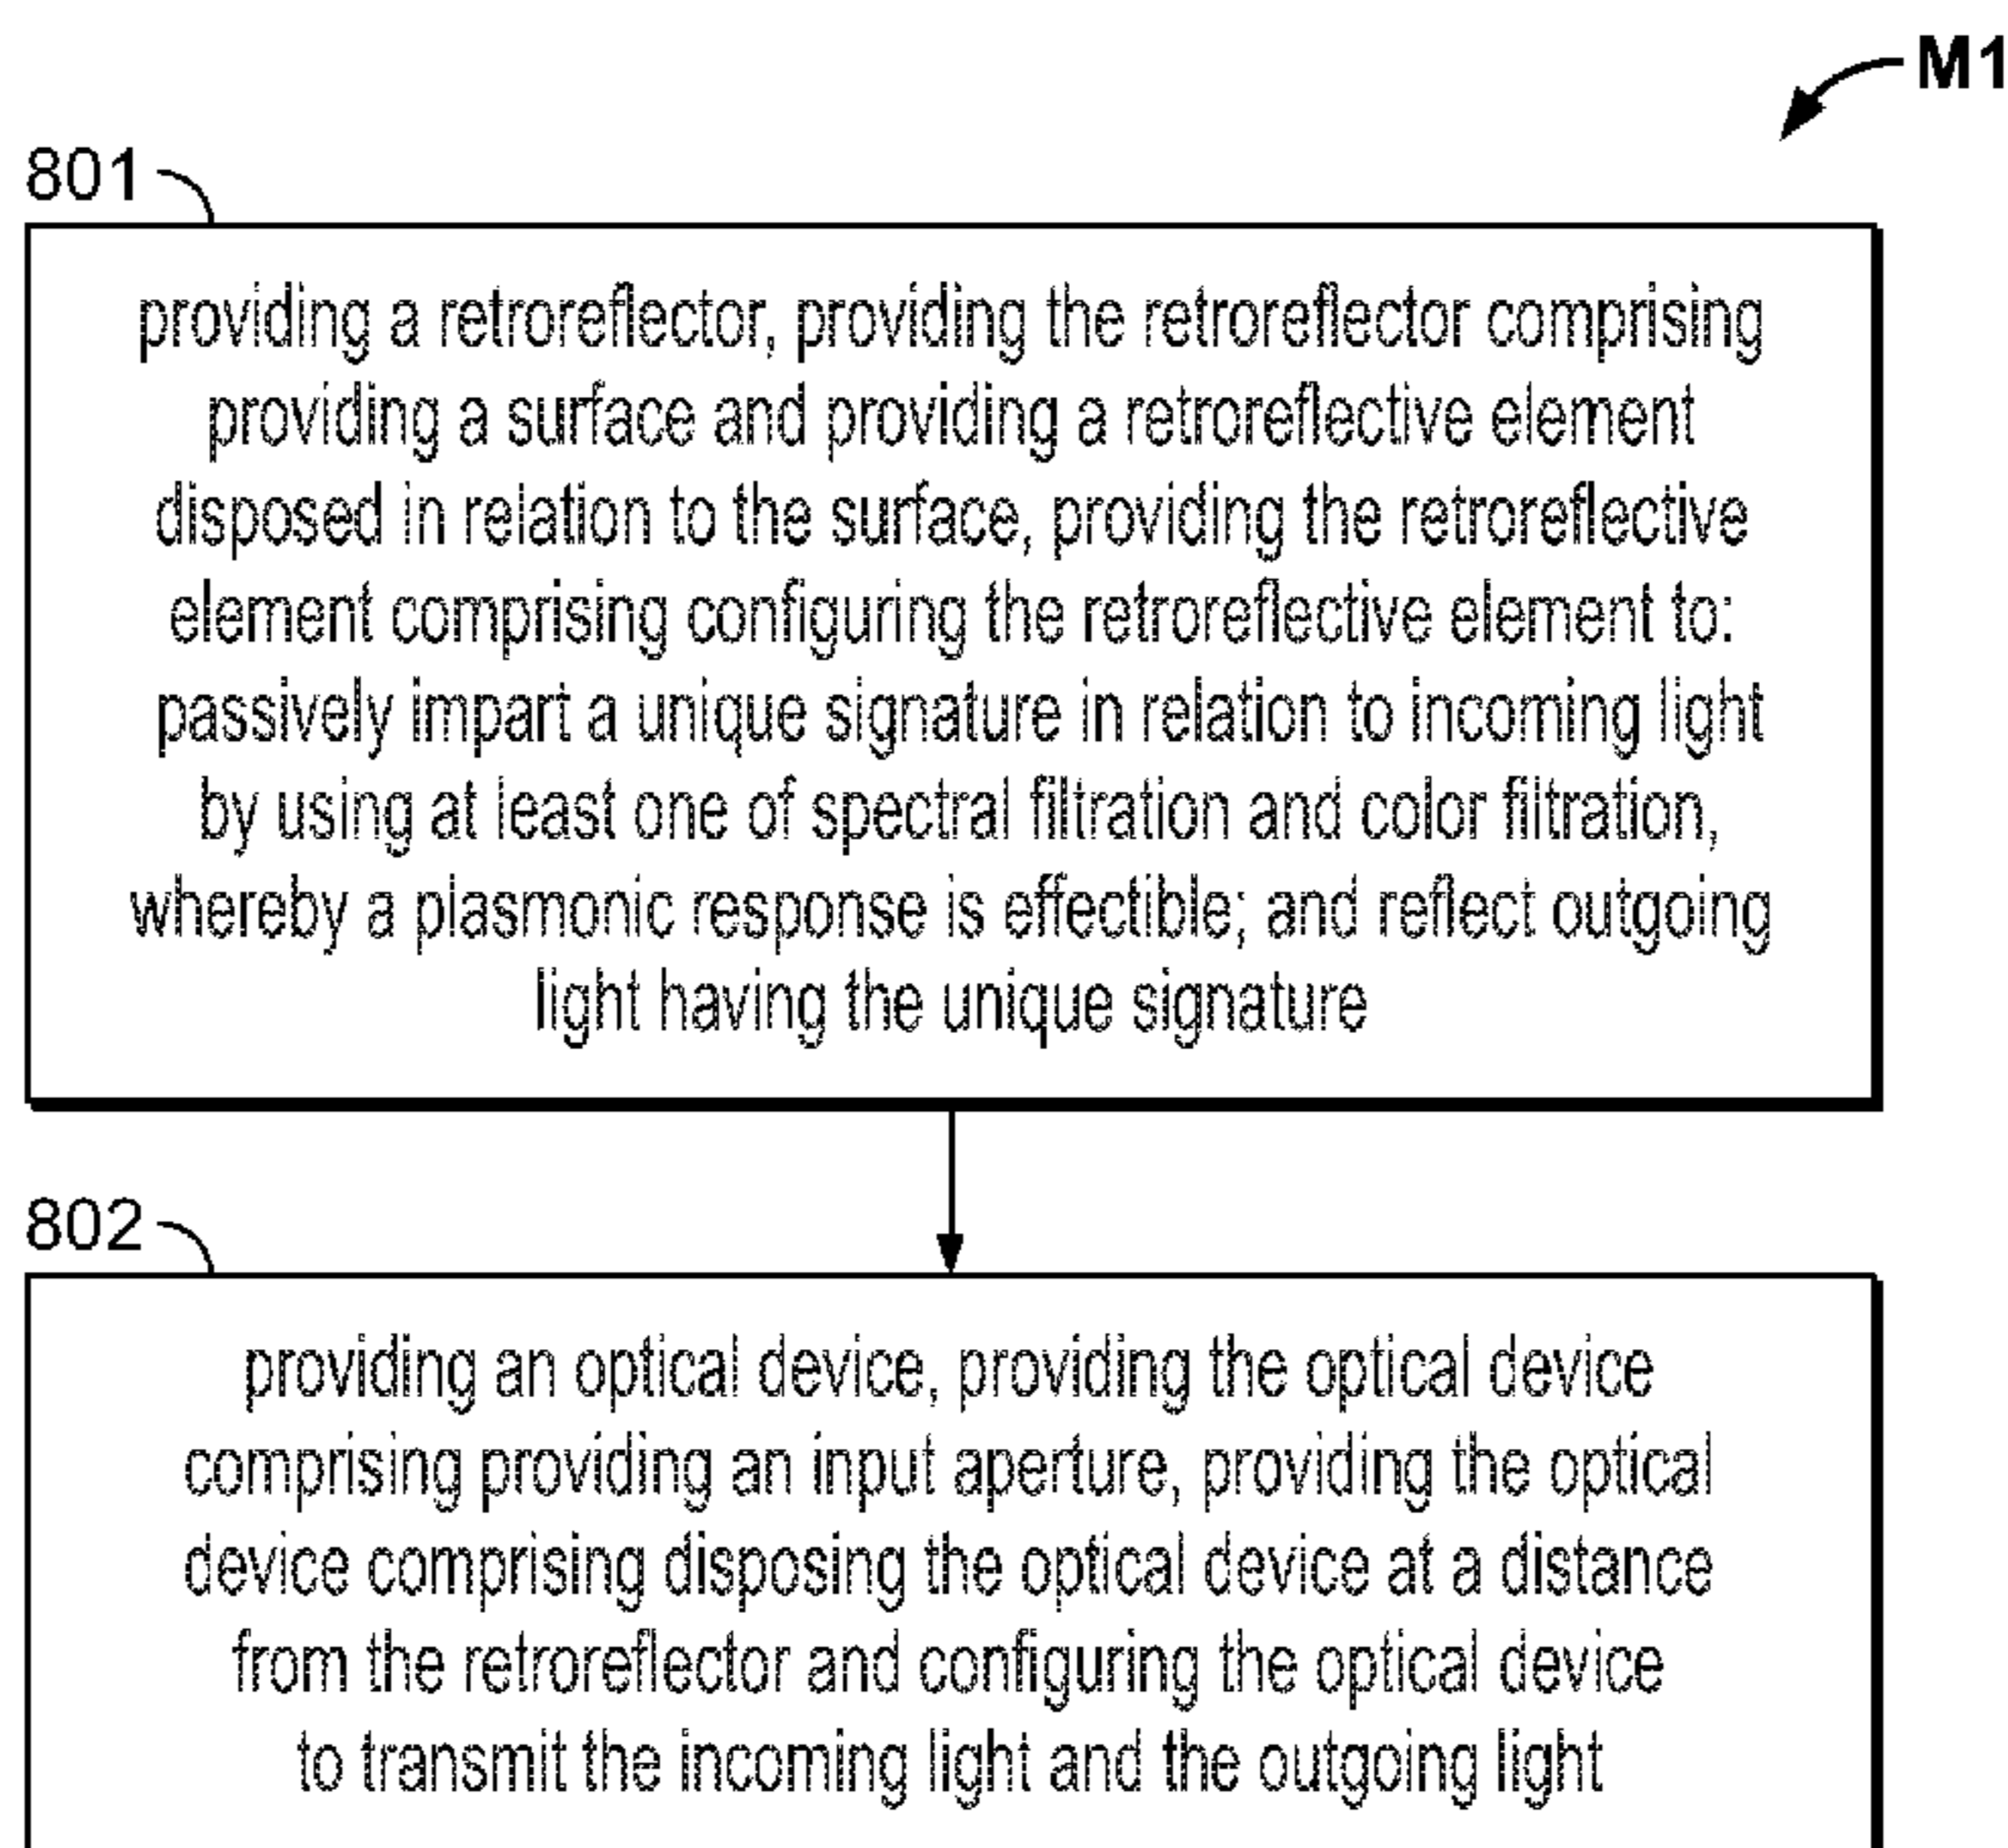 M1
801
providing a retroreflector, providing the retroreflector comprising
providing a surface and providing a retroreflective element
disposed in relation to the surface, providing the retroreflective
element comprising configuring the retroreflective element to:
passively impart a unique signature in relation to incoming light
by using at least one of spectral filtration and color filtration,
whereby a plasmonic response is effectible; and reflect outgoing
light having the unique signature
802
providing an optical device, providing the optical device
comprising providing an input aperture, providing the optical
device comprising disposing the optical device at a distance
from the retroreflector and configuring the optical device
to transmit the incoming light and the outgoing light